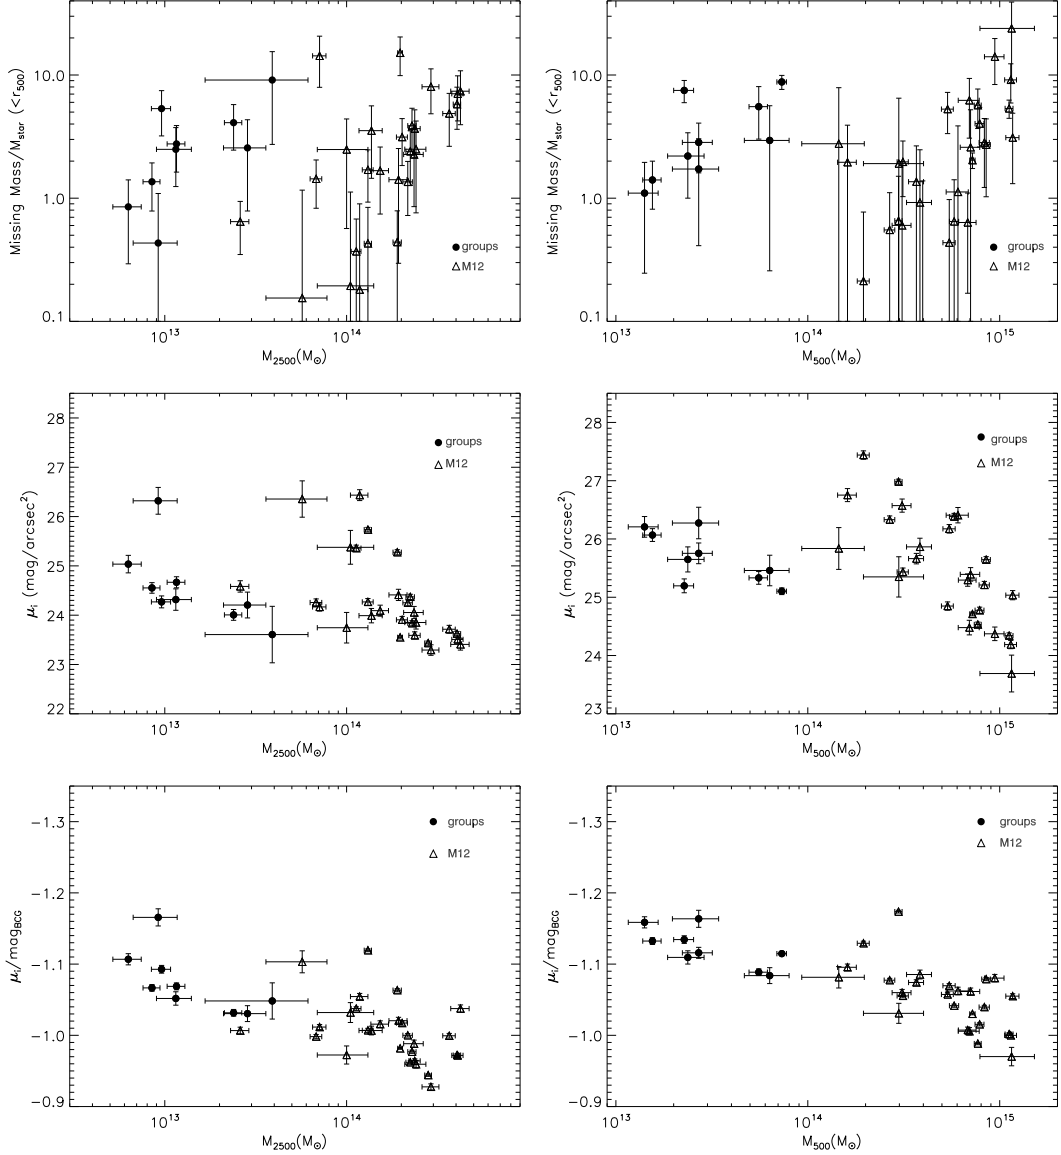 Missing Mass/M_star (<r_500)
10.0
1.0
0.1
groups
M12
10^13
10^14
M_2500(M_⊙)
Missing Mass/M_star (<r_500)
10.0
1.0
0.1
groups
M12
10^13
10^14
10^15
M_500(M_⊙)
μ_i (mag/arcsec^2)
28
27
26
25
24
23
22
groups
M12
10^13
10^14
M_2500(M_⊙)
μ_i (mag/arcsec^2)
28
27
26
25
24
23
groups
M12
10^13
10^14
10^15
M_500(M_⊙)
μ_i/mag_BCG
−1.3
−1.2
−1.1
−1.0
−0.9
groups
M12
10^13
10^14
M_2500(M_⊙)
μ_i/mag_BCG
−1.3
−1.2
−1.1
−1.0
−0.9
groups
M12
10^13
10^14
10^15
M_500(M_⊙)